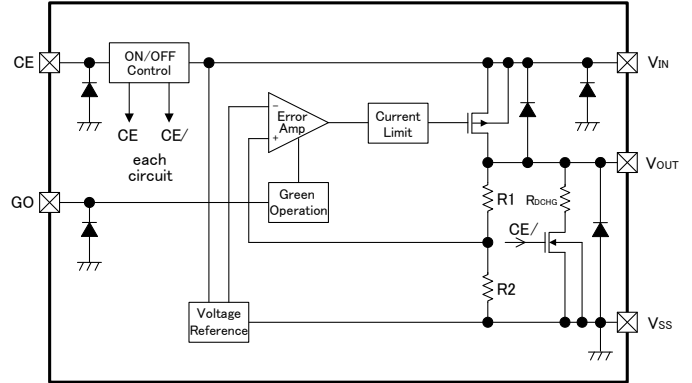 CE
ON/OFF
Control
VIN
CE
CE/
each
circuit
−
Error
Amp
+
Current
Limit
VOUT
GO
Green
Operation
R1
RDCHG
CE/
R2
Voltage
Reference
VSS